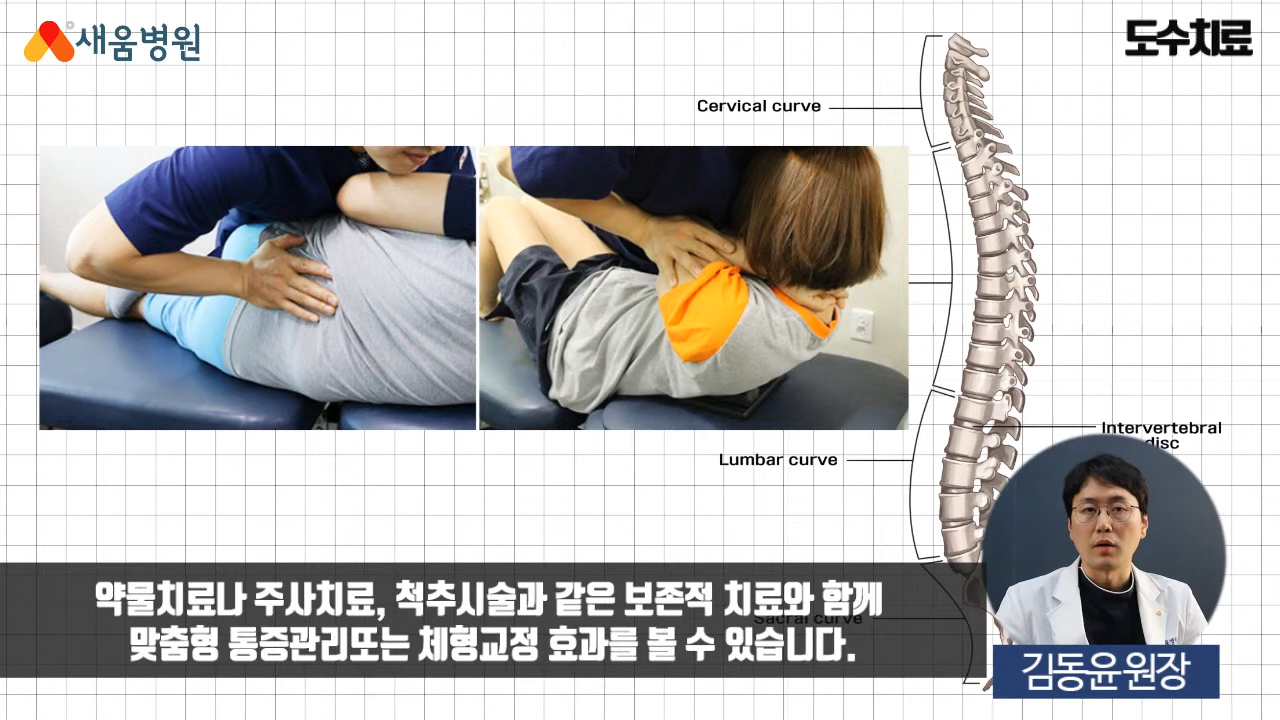 새움병원
도수치료
Cervical curve
Intervertebral
disc
Lumbar curve
약물치료나 주사치료, 척추시술과 같은 보존적 치료와 함께
Sacral curve
맞춤형 통증관리또는 체형교정 효과를 볼 수 있습니다.
김동윤 원장